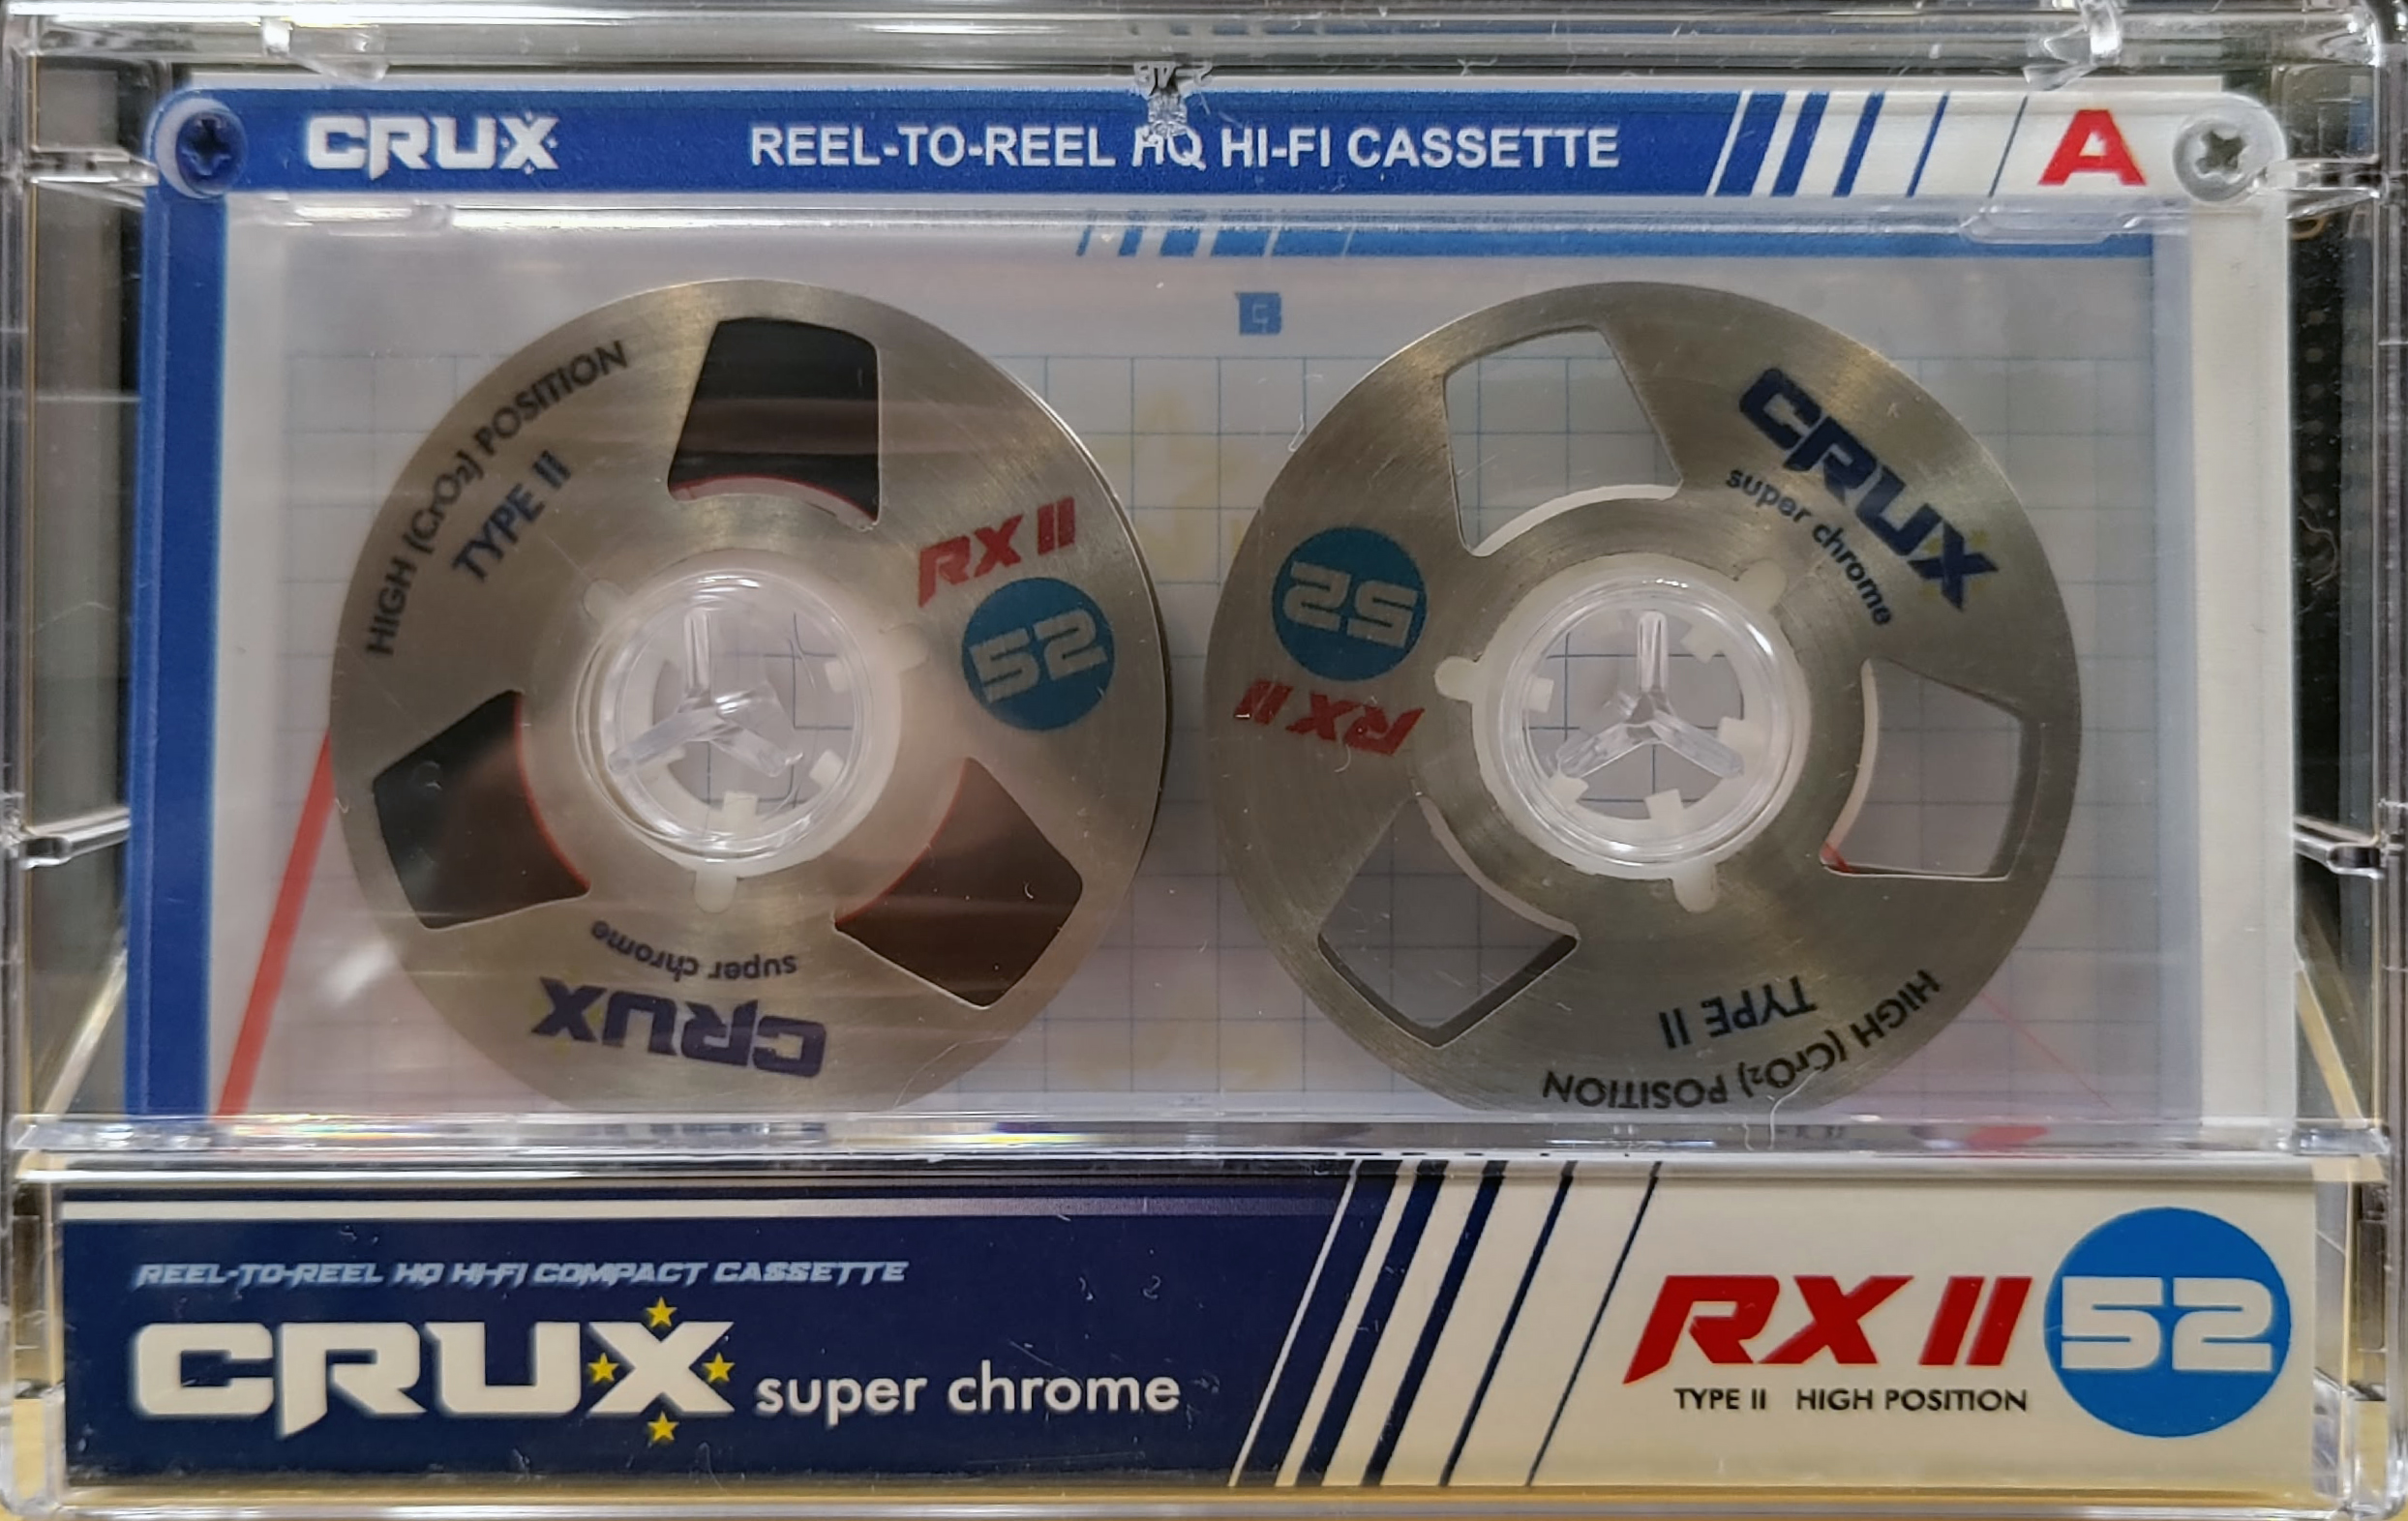 CRUX REEL-TO-REEL HQ HI-FI CASSETTE A
B
HIGH (CrO2) POSITION
TYPE II
RX II
52
super chrome
CRUX
CRUX
super chrome
52
RX II
TYPE II
HIGH (CrO2) POSITION
REEL-TO-REEL HQ HI-FI COMPACT CASSETTE
CRUX super chrome
RX II 52
TYPE II HIGH POSITION